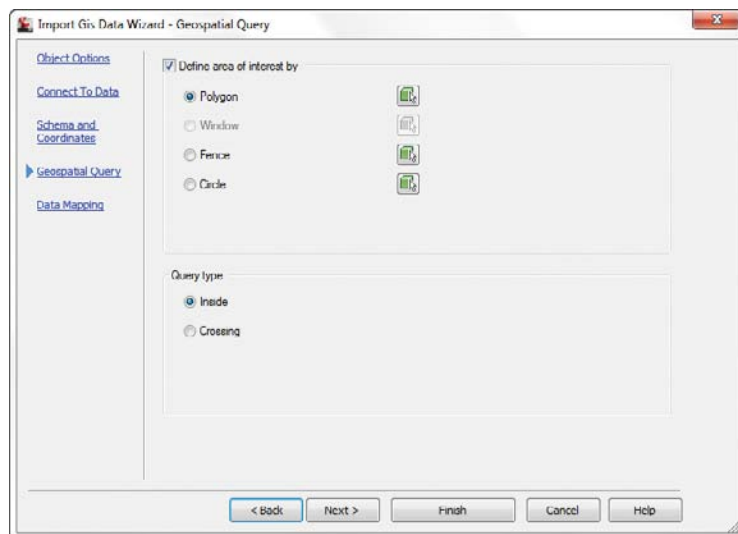 Import Gis Data Wizard - Geospatial Query
Object Options
Connect To Data
Schema and
Coordinates
Geospatial Query
Data Mapping
Define area of interest by
Polygon
Window
Fence
Circle
Query type
Inside
Crossing
< Back
Next >
Finish
Cancel
Help